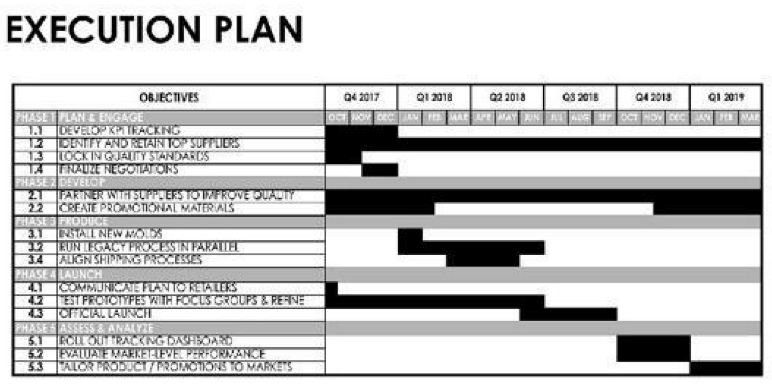 EXECUTION PLAN
OBJECTIVES Q4 2017 Q1 2018 Q2 2018 Q3 2018 Q4 2018 Q1 2019
PHASE 1 PLAN & ENGAGE OCT NOV DEC JAN FEB MAR APR MAY JUN JUL AUG SEP OCT NOV DEC JAN FEB MAR
1.1 DEVELOP KPI TRACKING
1.2 IDENTIFY AND RETAIN TOP SUPPLIERS
1.3 LOCK IN QUALITY STANDARDS
1.4 FINALIZE NEGOTIATIONS
PHASE 2 DEVELOP
2.1 PARTNER WITH SUPPLIERS TO IMPROVE QUALITY
2.2 CREATE PROMOTIONAL MATERIALS
PHASE 3 PRODUCE
3.1 INSTALL NEW MOLDS
3.2 RUN LEGACY PROCESS IN PARALLEL
3.4 ALIGN SHIPPING PROCESSES
PHASE 4 LAUNCH
4.1 COMMUNICATE PLAN TO RETAILERS
4.2 TEST PROTOTYPES WITH FOCUS GROUPS & REFINE
4.3 OFFICIAL LAUNCH
PHASE 5 ASSESS & ANALYZE
5.1 ROLL OUT TRACKING DASHBOARD
5.2 EVALUATE MARKET-LEVEL PERFORMANCE
5.3 TAILOR PRODUCT / PROMOTIONS TO MARKETS